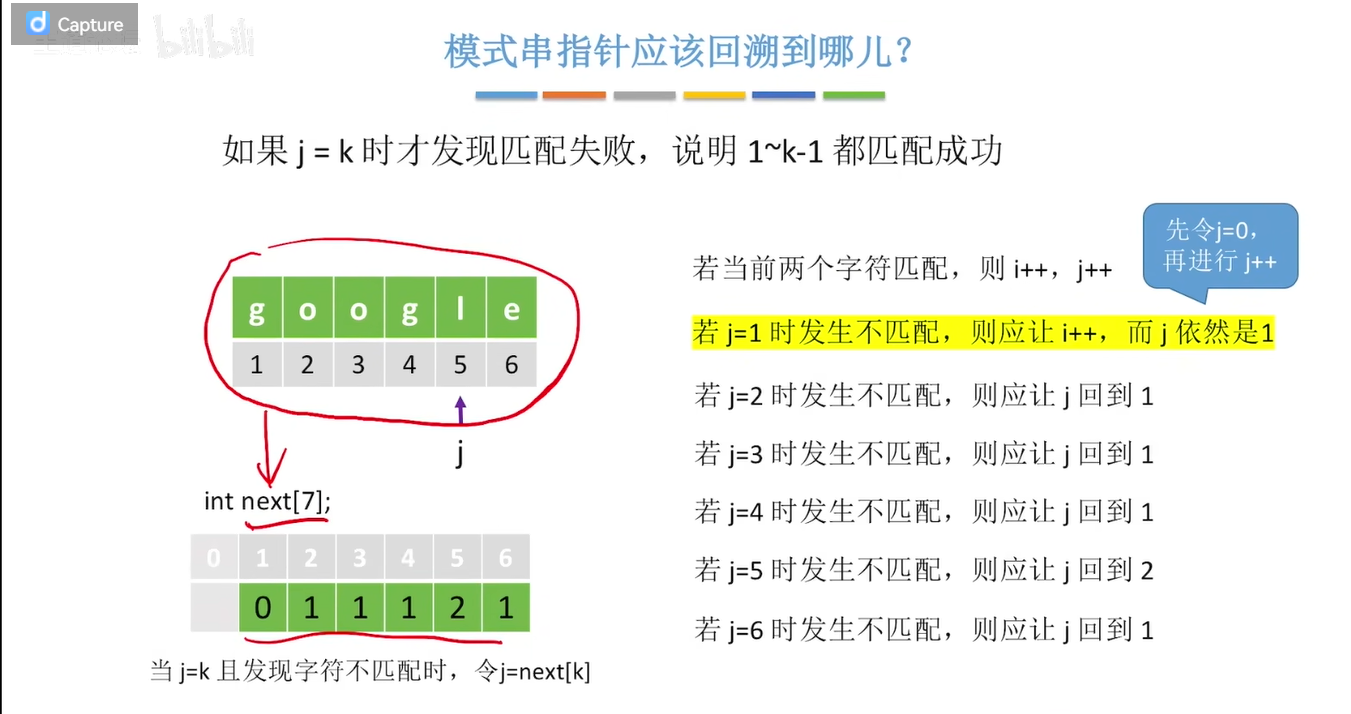 Capture
bilibili
模式串指针应该回溯到哪儿？
如果 j = k 时才发现匹配失败，说明 1~k-1 都匹配成功
先令j=0，
再进行 j++
若当前两个字符匹配，则 i++，j++
g o o g l e
1 2 3 4 5 6
j
若 j=1 时发生不匹配，则应让 i++，而 j 依然是1
若 j=2 时发生不匹配，则应让 j 回到 1
若 j=3 时发生不匹配，则应让 j 回到 1
若 j=4 时发生不匹配，则应让 j 回到 1
若 j=5 时发生不匹配，则应让 j 回到 2
若 j=6 时发生不匹配，则应让 j 回到 1
int next[7];
0 1 2 3 4 5 6
0 1 1 1 2 1
当 j=k 且发现字符不匹配时，令j=next[k]